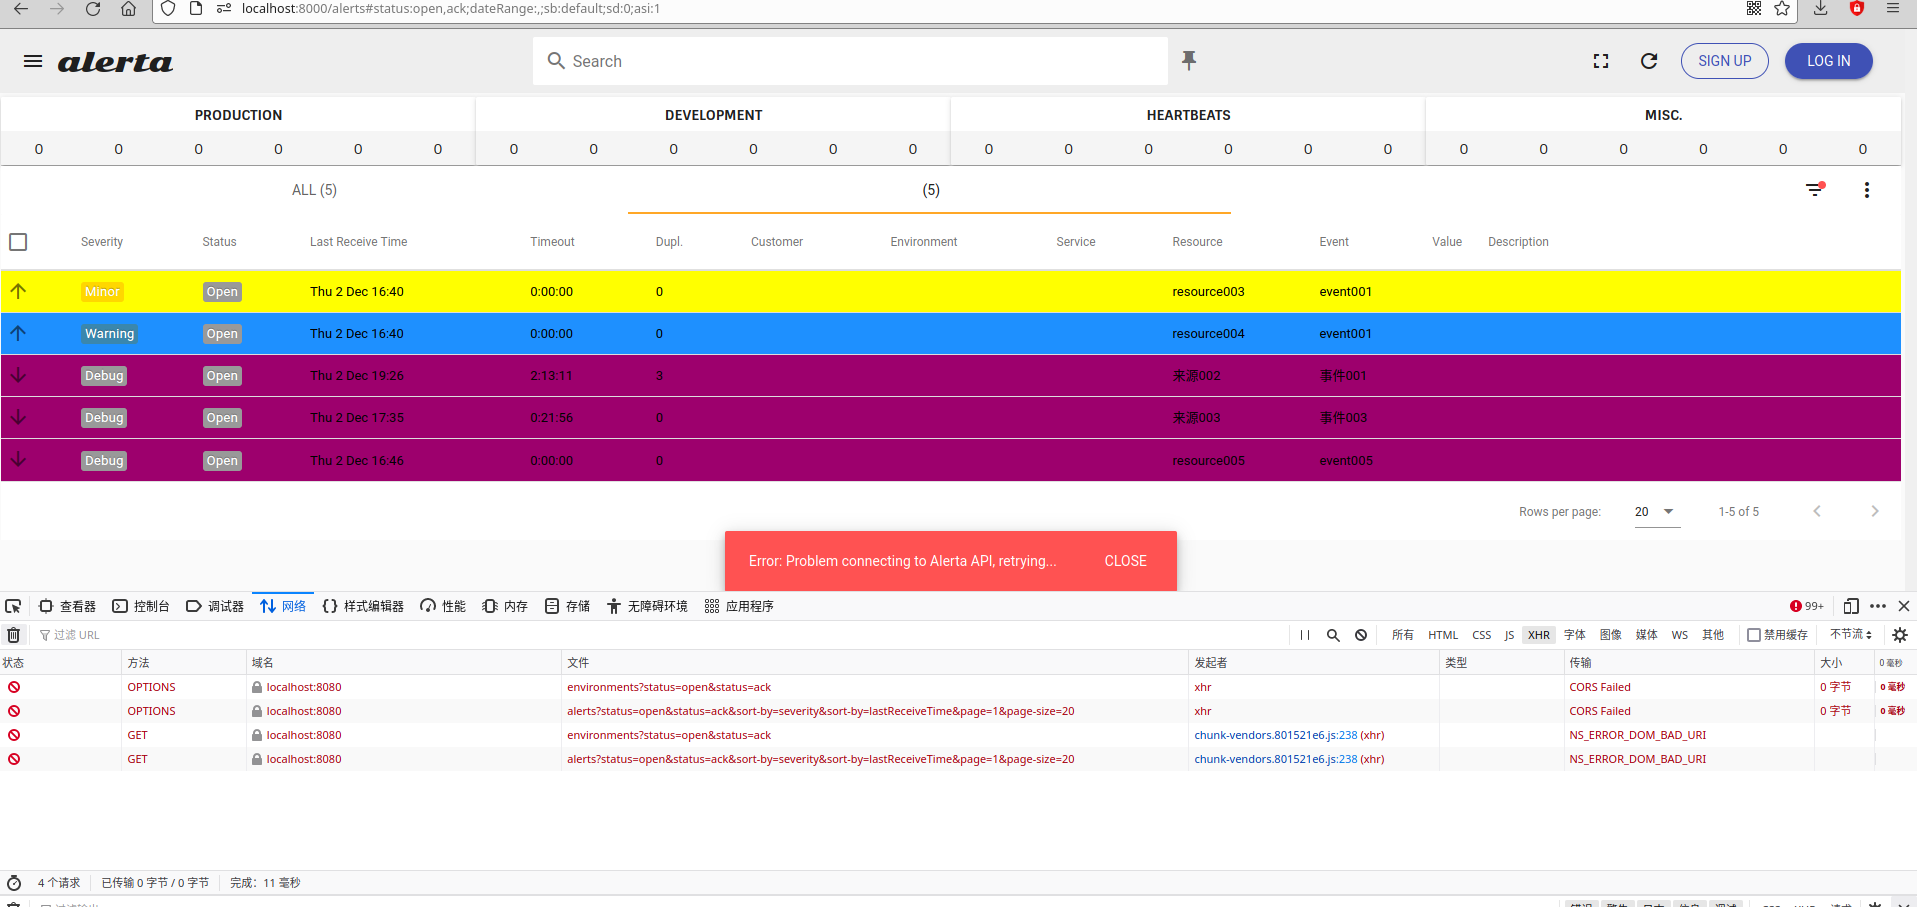 localhost:8000/alerts#status:open,ack;dateRange:,;sb:default;sd:0;asi:1
alerta Search SIGN UP LOG IN
PRODUCTION DEVELOPMENT HEARTBEATS MISC.
0 0 0 0 0 0 0 0 0 0 0 0 0 0 0 0 0 0 0 0 0 0 0 0
ALL (5) (5)
Severity Status Last Receive Time Timeout Dupl. Customer Environment Service Resource Event Value Description
Minor Open Thu 2 Dec 16:40 0:00:00 0 resource003 event001
Warning Open Thu 2 Dec 16:40 0:00:00 0 resource004 event001
Debug Open Thu 2 Dec 19:26 2:13:11 3 来源002 事件001
Debug Open Thu 2 Dec 17:35 0:21:56 0 来源003 事件003
Debug Open Thu 2 Dec 16:46 0:00:00 0 resource005 event005
Rows per page: 20 1-5 of 5
Error: Problem connecting to Alerta API, retrying... CLOSE
查看器 控制台 调试器 网络 样式编辑器 性能 内存 存储 无障碍环境 应用程序 99+
过滤 URL 所有 HTML CSS JS XHR 字体 图像 媒体 WS 其他 禁用缓存 不节流
状态 方法 域名 文件 发起者 类型 传输 大小 0 毫秒
OPTIONS localhost:8080 environments?status=open&status=ack xhr CORS Failed 0 字节 0 毫秒
OPTIONS localhost:8080 alerts?status=open&status=ack&sort-by=severity&sort-by=lastReceiveTime&page=1&page-size=20 xhr CORS Failed 0 字节 0 毫秒
GET localhost:8080 environments?status=open&status=ack chunk-vendors.801521e6.js:238 (xhr) NS_ERROR_DOM_BAD_URI
GET localhost:8080 alerts?status=open&status=ack&sort-by=severity&sort-by=lastReceiveTime&page=1&page-size=20 chunk-vendors.801521e6.js:238 (xhr) NS_ERROR_DOM_BAD_URI
4 个请求 已传输 0 字节 / 0 字节 完成：11 毫秒